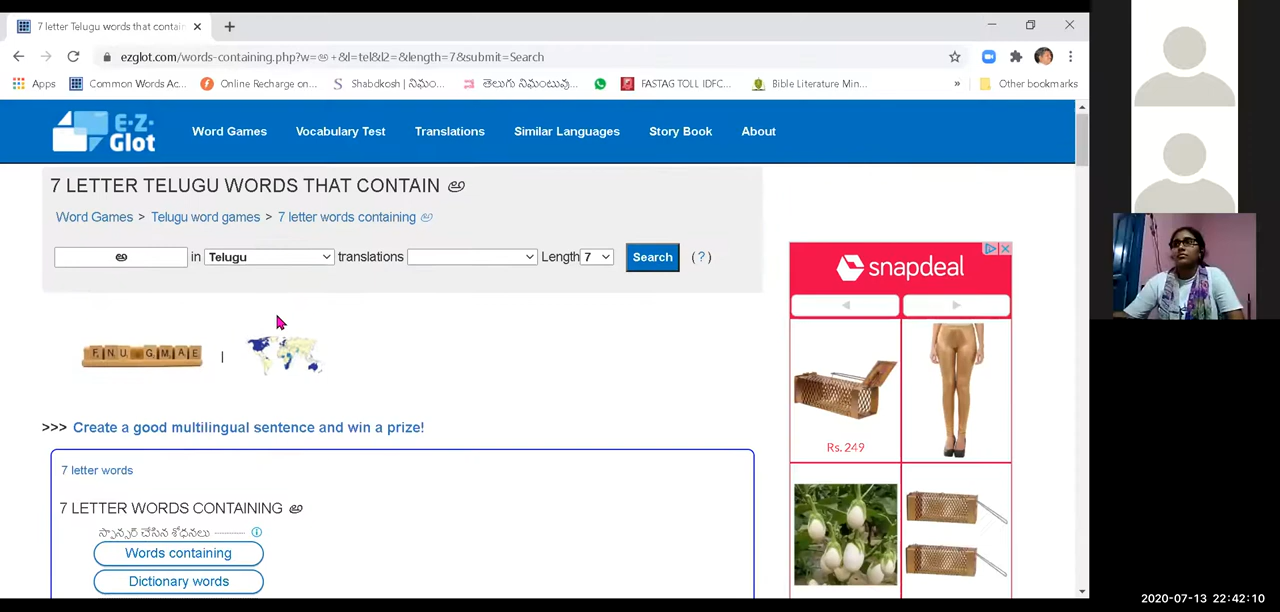 7 letter Telugu words that contai
ezglot.com/words-containing.php?w=అ+&l=tel&l2=&length=7&submit=Search
Apps Common Words Ac... Online Recharge on... Shabdkosh | నిఘం... తెలుగు నిఘంటువు... FASTAG TOLL IDFC... Bible Literature Min... » Other bookmarks
E·Z· Glot
Word Games Vocabulary Test Translations Similar Languages Story Book About
7 LETTER TELUGU WORDS THAT CONTAIN అ
Word Games > Telugu word games > 7 letter words containing అ
అ in Telugu translations Length 7 Search (?)
snapdeal
F N U G M A E |
Rs. 249
>>> Create a good multilingual sentence and win a prize!
7 letter words
7 LETTER WORDS CONTAINING అ
స్పాన్సర్ చేసిన శోధనలు
Words containing
Dictionary words
2020-07-13 22:42:10